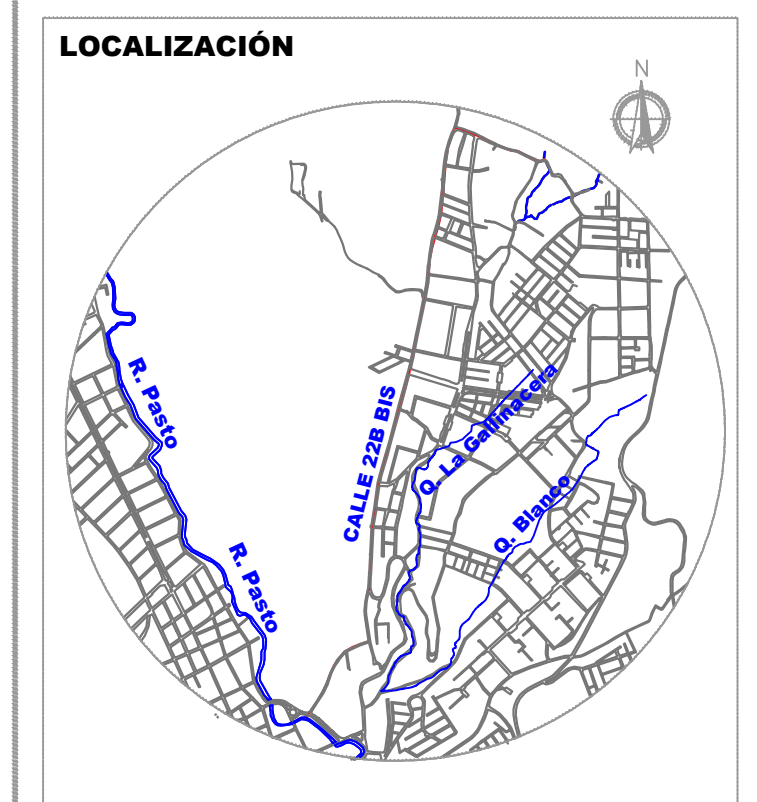 LOCALIZACIÓN
N
R. Pasto
CALLE 22B BIS
Q. La Gallinacera
Q. Blanco
R. Pasto